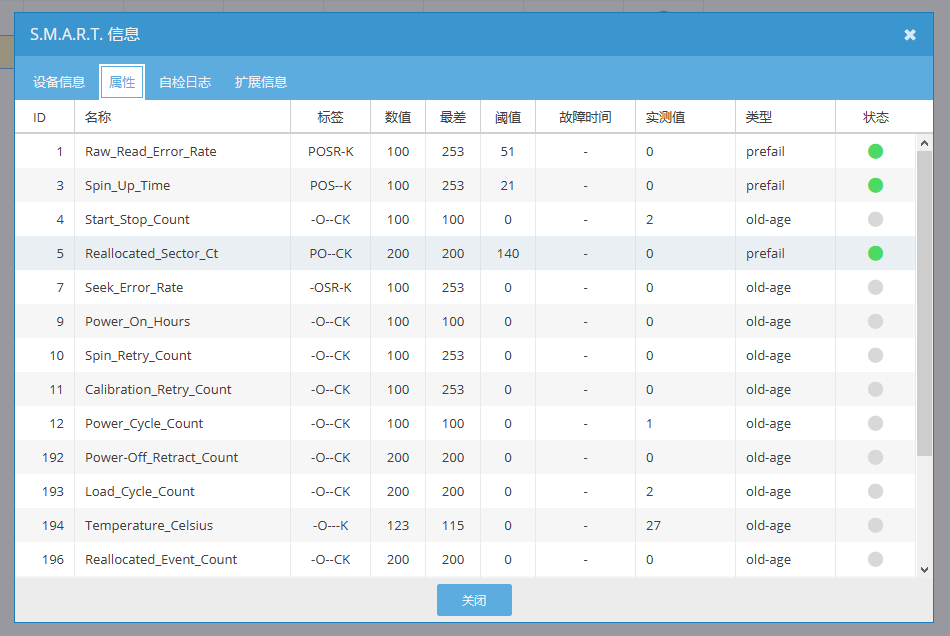 S.M.A.R.T. 信息
设备信息 属性 自检日志 扩展信息
ID 名称 标签 数值 最差 阈值 故障时间 实测值 类型 状态
1 Raw_Read_Error_Rate POSR-K 100 253 51 - 0 prefail
3 Spin_Up_Time POS--K 100 253 21 - 0 prefail
4 Start_Stop_Count -O--CK 100 100 0 - 2 old-age
5 Reallocated_Sector_Ct PO--CK 200 200 140 - 0 prefail
7 Seek_Error_Rate -OSR-K 100 253 0 - 0 old-age
9 Power_On_Hours -O--CK 100 100 0 - 0 old-age
10 Spin_Retry_Count -O--CK 100 253 0 - 0 old-age
11 Calibration_Retry_Count -O--CK 100 253 0 - 0 old-age
12 Power_Cycle_Count -O--CK 100 100 0 - 1 old-age
192 Power-Off_Retract_Count -O--CK 200 200 0 - 0 old-age
193 Load_Cycle_Count -O--CK 200 200 0 - 2 old-age
194 Temperature_Celsius -O---K 123 115 0 - 27 old-age
196 Reallocated_Event_Count -O--CK 200 200 0 - 0 old-age
关闭